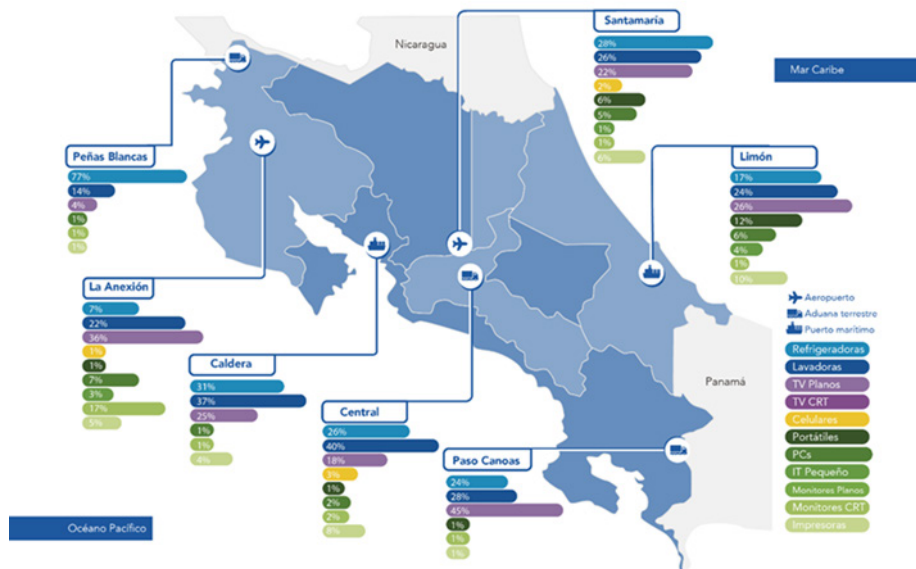 Nicaragua
Mar Caribe
Santamaría
28%
26%
22%
2%
6%
5%
1%
1%
6%
Peñas Blancas
77%
14%
4%
1%
1%
1%
Limón
17%
24%
26%
12%
6%
4%
1%
10%
La Anexión
7%
22%
36%
1%
1%
7%
3%
17%
5%
Caldera
31%
37%
25%
1%
1%
4%
Central
26%
40%
18%
3%
1%
2%
2%
8%
Paso Canoas
24%
28%
45%
1%
1%
1%
Panamá
Océano Pacífico
Aeropuerto
Aduana terrestre
Puerto marítimo
Refrigeradoras
Lavadoras
TV Planos
TV CRT
Celulares
Portátiles
PCs
IT Pequeño
Monitores Planos
Monitores CRT
Impresoras